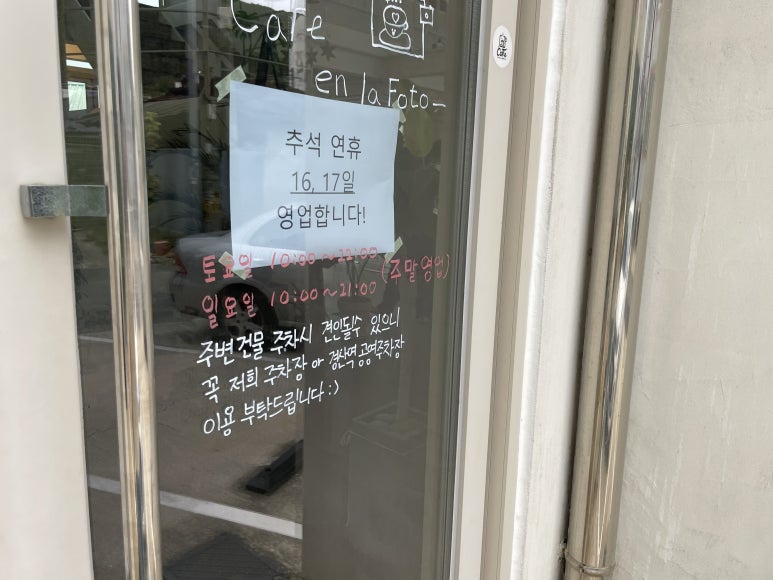 Cafe
en la Foto-
추석 연휴
16, 17일
영업합니다!
토요일 10:00~22:00 (주말영업)
일요일 10:00~21:00
주변 건물 주차시 견인될수 있으니
꼭 저희 주차장 or 경산역 공영주차장
이용 부탁드립니다:)